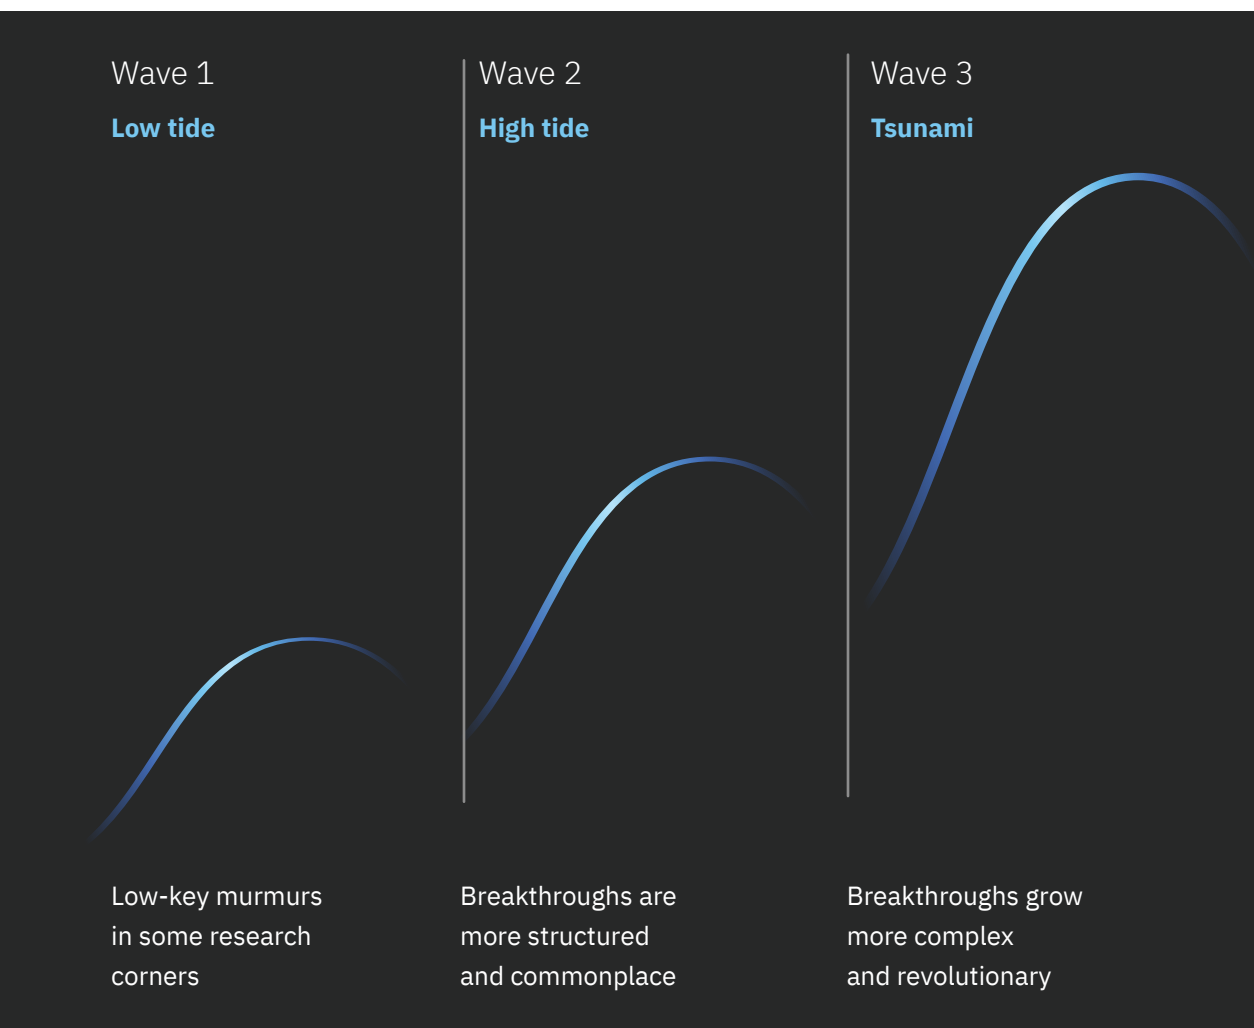 Wave 1
Low tide
Low-key murmurs
in some research
corners
Wave 2
High tide
Breakthroughs are
more structured
and commonplace
Wave 3
Tsunami
Breakthroughs grow
more complex
and revolutionary